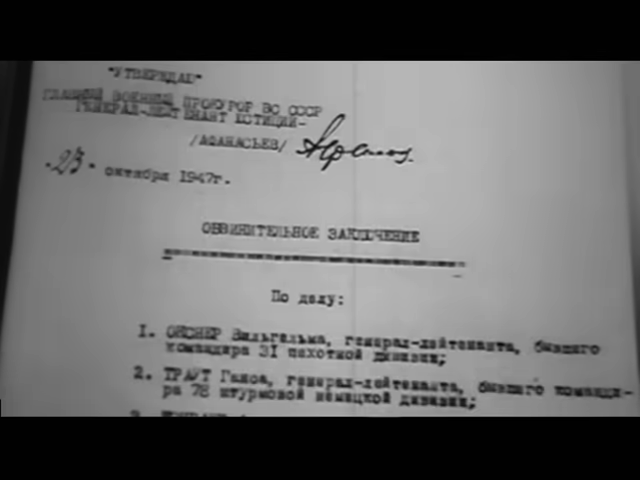 "УТВЕРЖДАЮ"
ГЛАВНЫЙ ВОЕННЫЙ ПРОКУРОР ВС СССР
ГЕНЕРАЛ-ЛЕЙТЕНАНТ ЮСТИЦИИ-
/АФАНАСЬЕВ/
"23" октября 1947г.
ОБВИНИТЕЛЬНОЕ ЗАКЛЮЧЕНИЕ
По делу:
1. ОКСНЕР Вильгельма, генерал-лейтенанта, бывшего
командира 31 пехотной дивизии;
2. ТРАУТ Ганса, генерал-лейтенанта, бывшего команди-
ра 78 штурмовой немецкой дивизии;